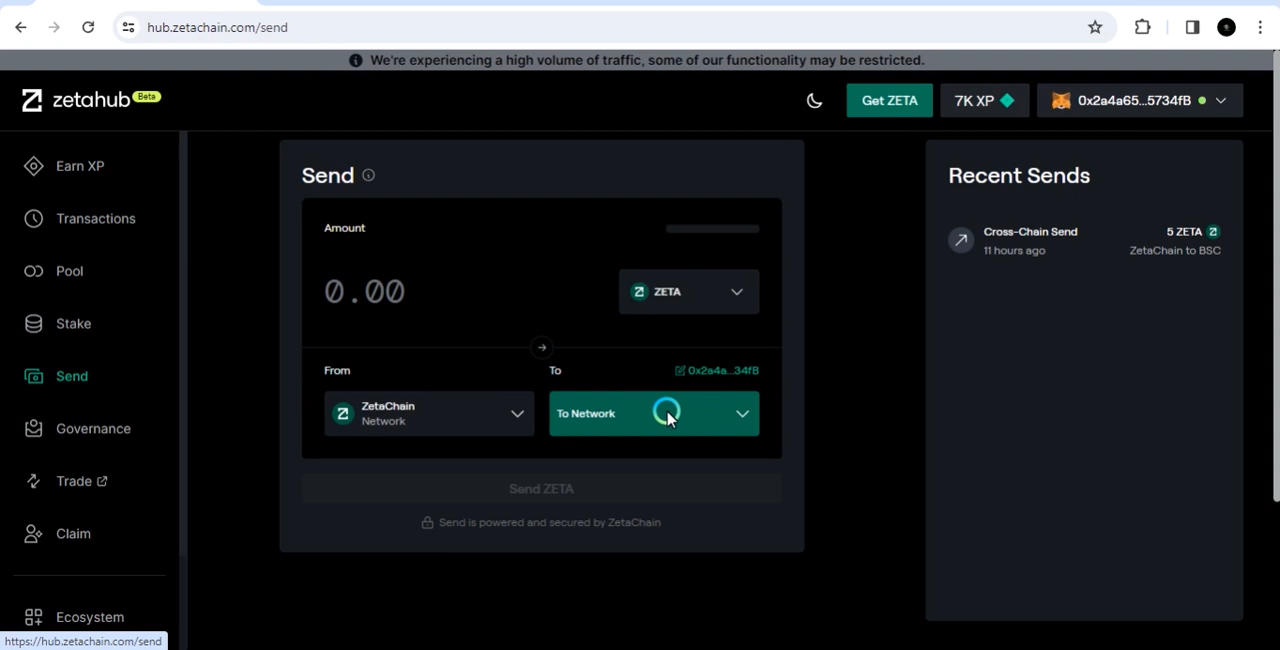 hub.zetachain.com/send
We're experiencing a high volume of traffic, some of our functionality may be restricted.
zetahub Beta
Get ZETA
7K XP
0x2a4a65...5734fB
Earn XP
Transactions
Pool
Stake
Send
Governance
Trade
Claim
Ecosystem
https://hub.zetachain.com/send
Send
Amount
0.00
ZETA
From
To
0x2a4a...34fB
ZetaChain
Network
To Network
Send ZETA
Send is powered and secured by ZetaChain
Recent Sends
Cross-Chain Send
5 ZETA
11 hours ago
ZetaChain to BSC